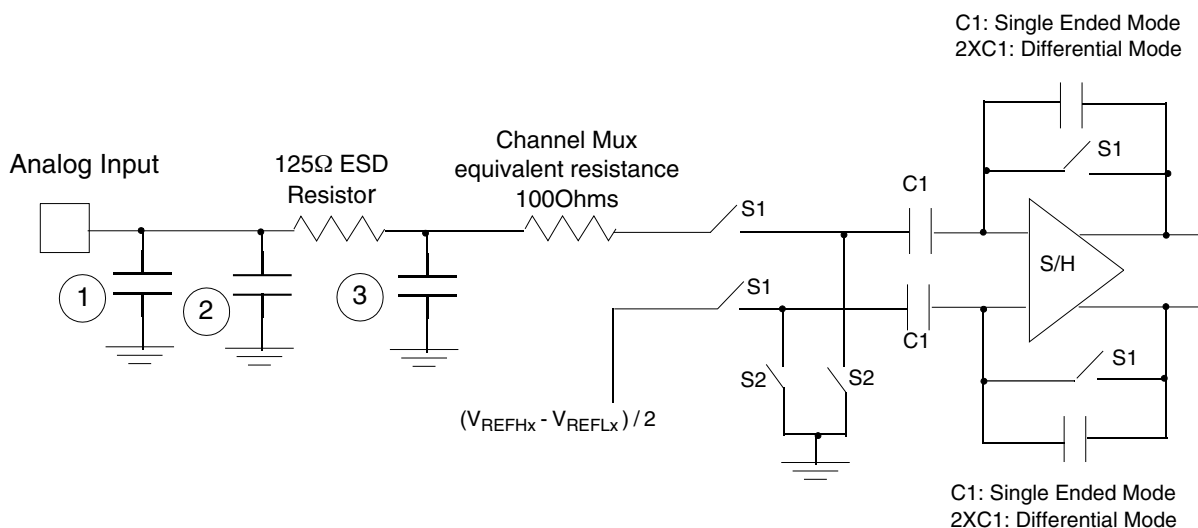 C1: Single Ended Mode
2XC1: Differential Mode
Analog Input
125Ω ESD
Resistor
Channel Mux
equivalent resistance
100Ohms
S1
C1
S1
S/H
1
2
3
S1
C1
S1
S2
S2
(VREFHx - VREFLx) / 2
C1: Single Ended Mode
2XC1: Differential Mode